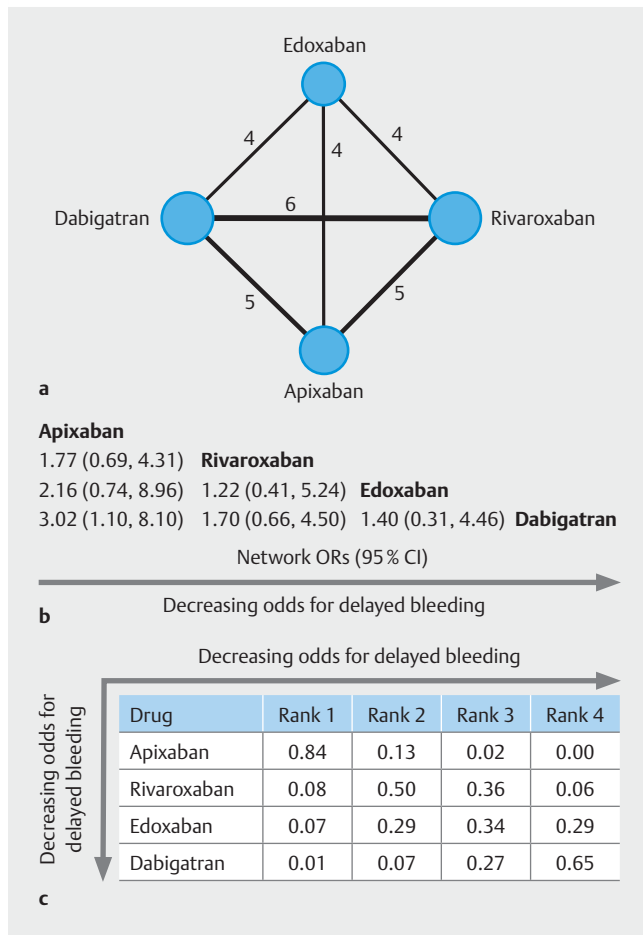 Edoxaban
4
4
4
Dabigatran
6
Rivaroxaban
5
5
a
Apixaban
Apixaban
1.77 (0.69, 4.31) Rivaroxaban
2.16 (0.74, 8.96) 1.22 (0.41, 5.24) Edoxaban
3.02 (1.10, 8.10) 1.70 (0.66, 4.50) 1.40 (0.31, 4.46) Dabigatran
Network ORs (95 % CI)
b
Decreasing odds for delayed bleeding
Decreasing odds for delayed bleeding
Decreasing odds for
delayed bleeding
Drug Rank 1 Rank 2 Rank 3 Rank 4
Apixaban 0.84 0.13 0.02 0.00
Rivaroxaban 0.08 0.50 0.36 0.06
Edoxaban 0.07 0.29 0.34 0.29
Dabigatran 0.01 0.07 0.27 0.65
c